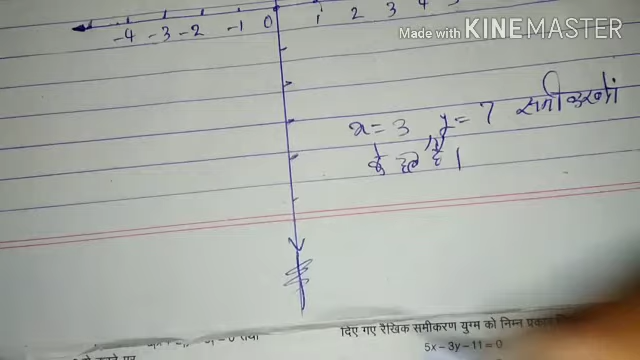 -4 -3 -2 -1 0 1 2 3 4
Made with KINEMASTER
x = 3 y = 7 समीकरणों
के हल हैं।
दिए गए रैखिक समीकरण युग्म को निम्न
5x – 3y – 11 = 0